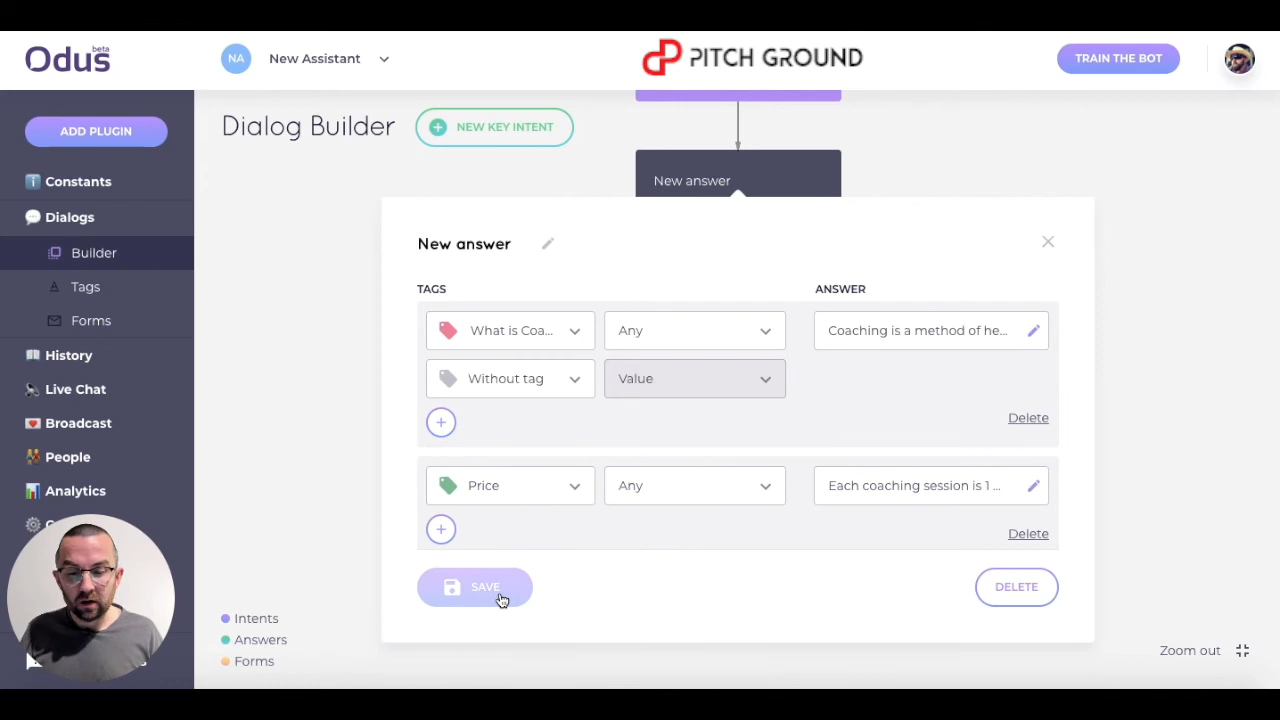 Odus beta
NA New Assistant
PITCH GROUND
TRAIN THE BOT
ADD PLUGIN
Constants
Dialogs
Builder
Tags
Forms
History
Live Chat
Broadcast
People
Analytics
Dialog Builder
NEW KEY INTENT
New answer
New answer
TAGS ANSWER
What is Coa... Any Coaching is a method of he...
Without tag Value
Delete
Price Any Each coaching session is 1 ...
Delete
SAVE DELETE
Intents
Answers
Forms
Zoom out